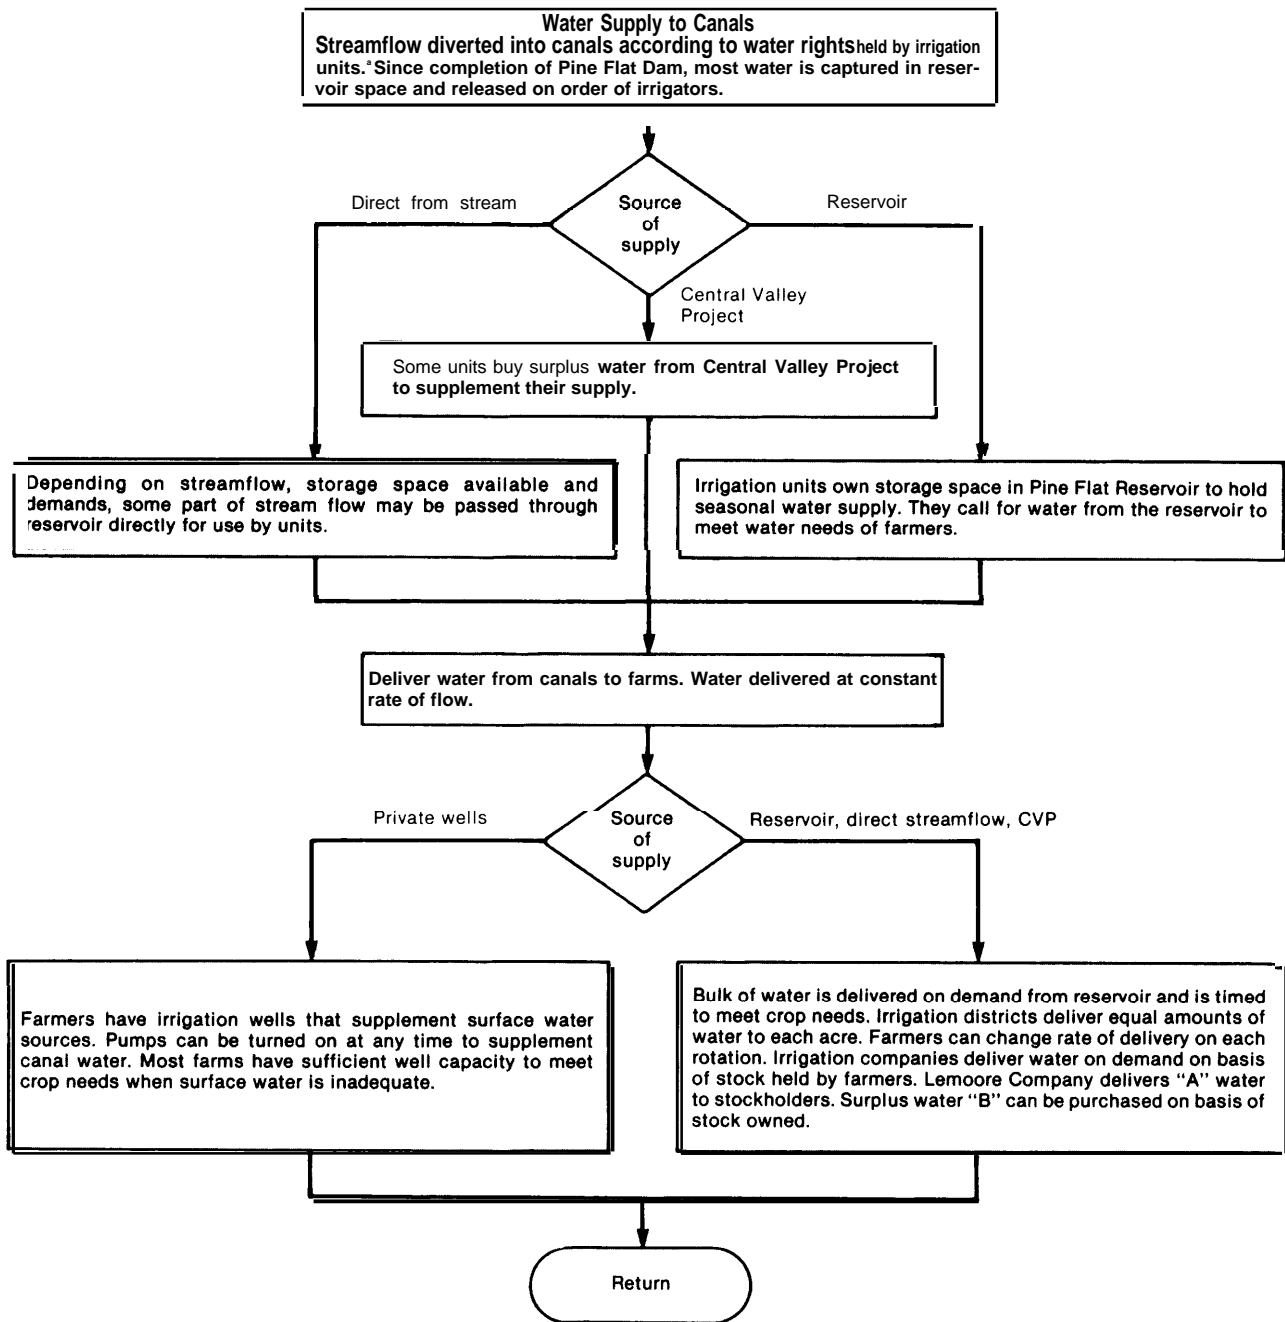 Water Supply to Canals
Streamflow diverted into canals according to water rights held by irrigation
units.ª Since completion of Pine Flat Dam, most water is captured in reser-
voir space and released on order of irrigators.
Direct from stream
Source
of
supply
Reservoir
Central Valley
Project
Some units buy surplus water from Central Valley Project
to supplement their supply.
Depending on streamflow, storage space available and
demands, some part of stream flow may be passed through
reservoir directly for use by units.
Irrigation units own storage space in Pine Flat Reservoir to hold
seasonal water supply. They call for water from the reservoir to
meet water needs of farmers.
Deliver water from canals to farms. Water delivered at constant
rate of flow.
Private wells
Source
of
supply
Reservoir, direct streamflow, CVP
Farmers have irrigation wells that supplement surface water
sources. Pumps can be turned on at any time to supplement
canal water. Most farms have sufficient well capacity to meet
crop needs when surface water is inadequate.
Bulk of water is delivered on demand from reservoir and is timed
to meet crop needs. Irrigation districts deliver equal amounts of
water to each acre. Farmers can change rate of delivery on each
rotation. Irrigation companies deliver water on demand on basis
of stock held by farmers. Lemoore Company delivers “A” water
to stockholders. Surplus water “B” can be purchased on basis of
stock owned.
Return